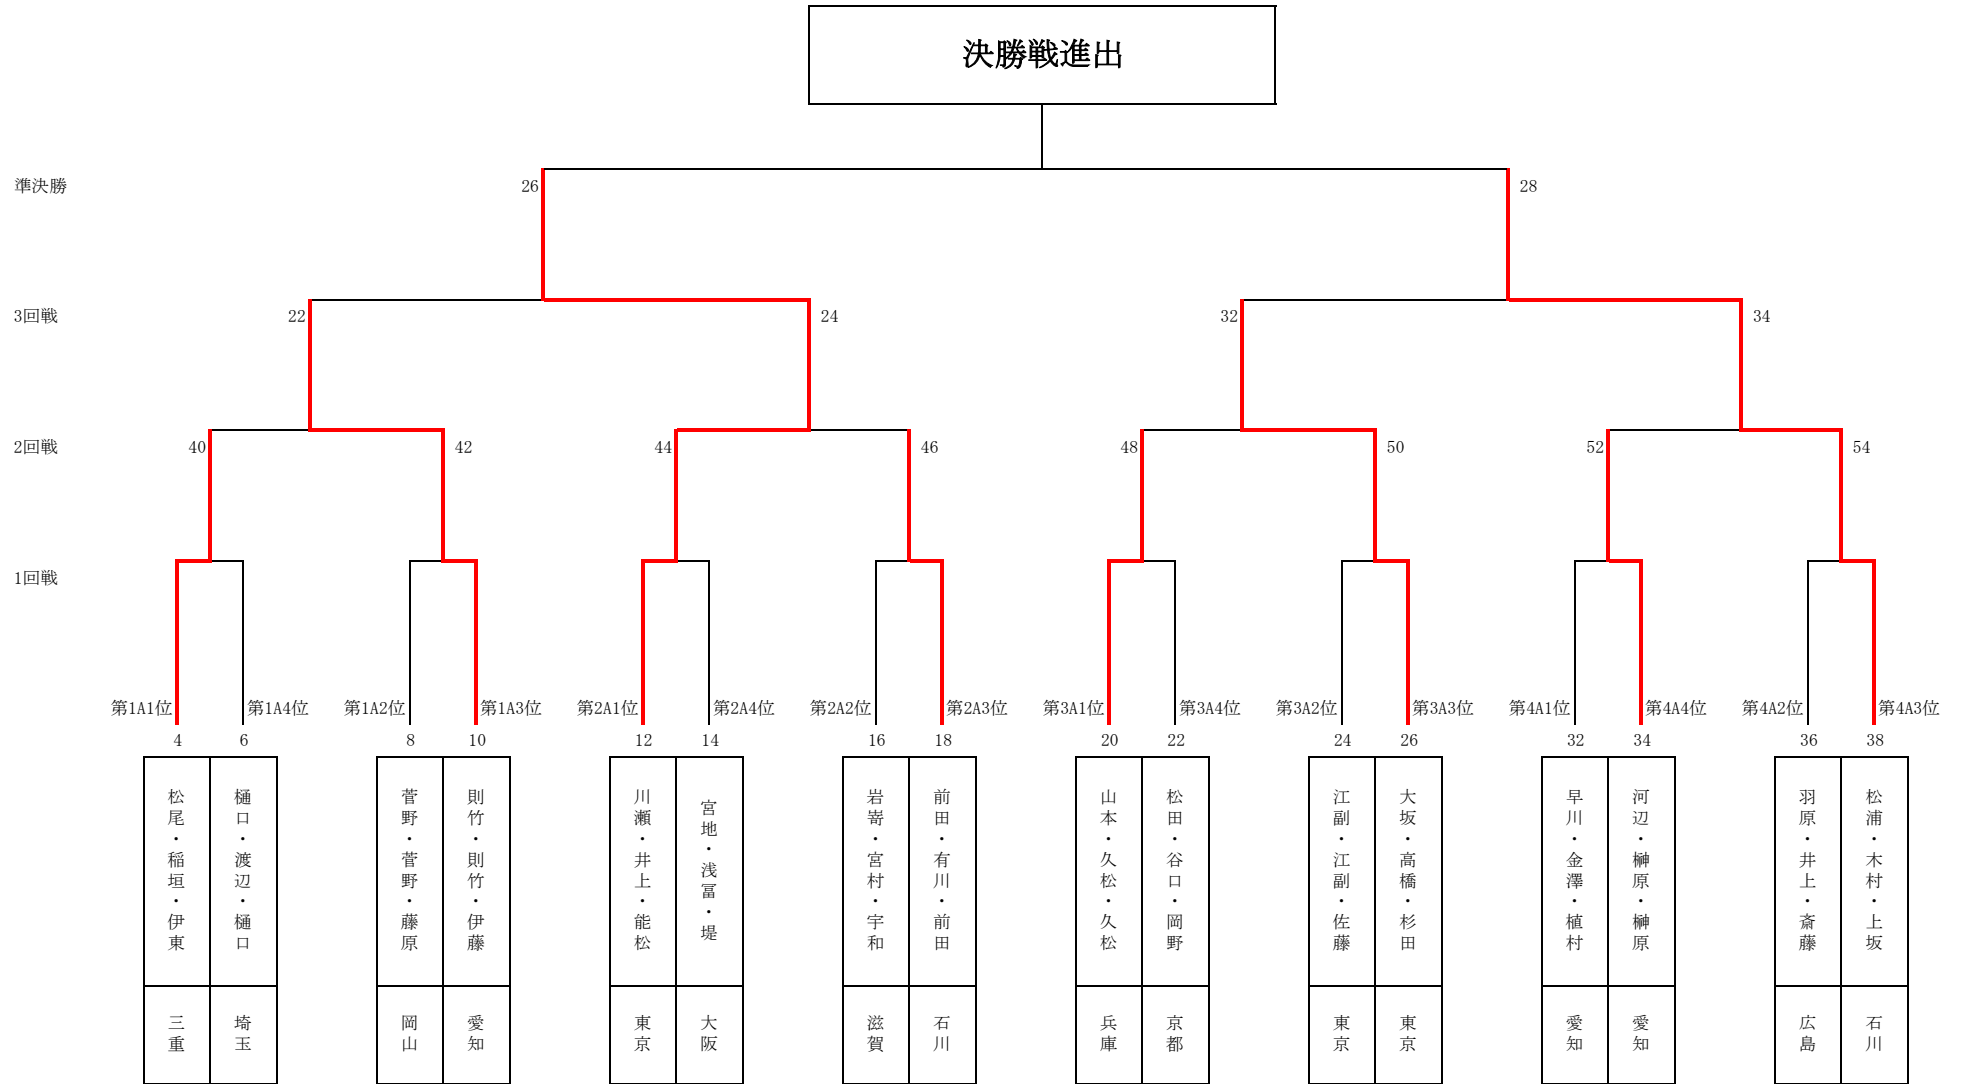 決勝戦進出
準決勝 26 28
3回戦 22 24 32 34
2回戦 40 42 44 46 48 50 52 54
1回戦
第1A1位 第1A4位 第1A2位 第1A3位 第2A1位 第2A4位 第2A2位 第2A3位 第3A1位 第3A4位 第3A2位 第3A3位 第4A1位 第4A4位 第4A2位 第4A3位
4 6 8 10 12 14 16 18 20 22 24 26 32 34 36 38
松尾・稲垣・伊東
樋口・渡辺・樋口
菅野・菅野・藤原
則竹・則竹・伊藤
川瀬・井上・能松
宮地・浅冨・堤
岩嵜・宮村・宇和
前田・有川・前田
山本・久松・久松
松田・谷口・岡野
江副・江副・佐藤
大坂・高橋・杉田
早川・金澤・植村
河辺・榊原・榊原
羽原・井上・斎藤
松浦・木村・上坂
三重 埼玉 岡山 愛知 東京 大阪 滋賀 石川 兵庫 京都 東京 東京 愛知 愛知 広島 石川